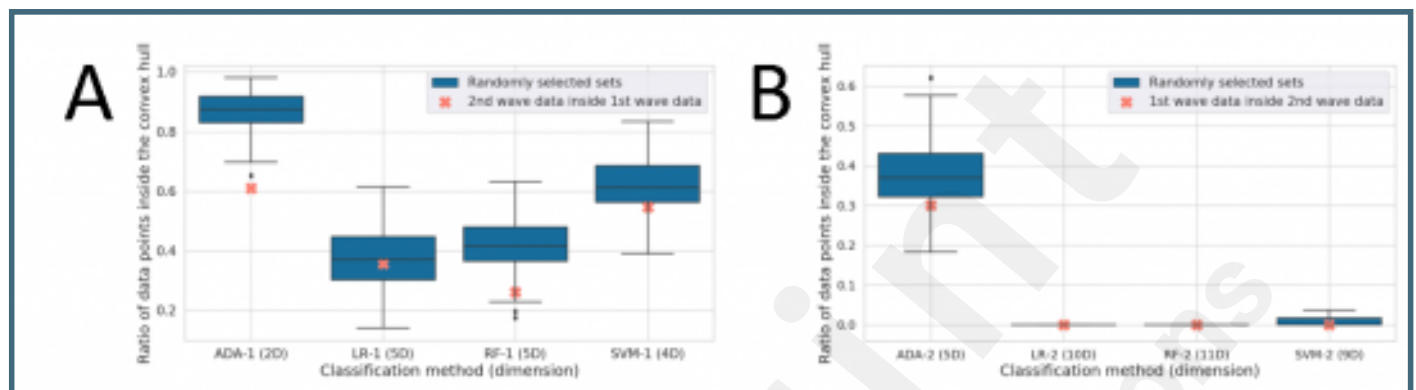 A
Ratio of data points inside the convex hull
1.0
0.8
0.6
0.4
0.2
Randomly selected sets
2nd wave data inside 1st wave data
ADA-1 (2D) LR-1 (5D) RF-1 (5D) SVM-1 (4D)
Classification method (dimension)
B
Ratio of data points inside the convex hull
0.6
0.5
0.4
0.3
0.2
0.1
0.0
Randomly selected sets
1st wave data inside 2nd wave data
ADA-2 (5D) LR-2 (10D) RF-2 (11D) SVM-2 (9D)
Classification method (dimension)
int
ns